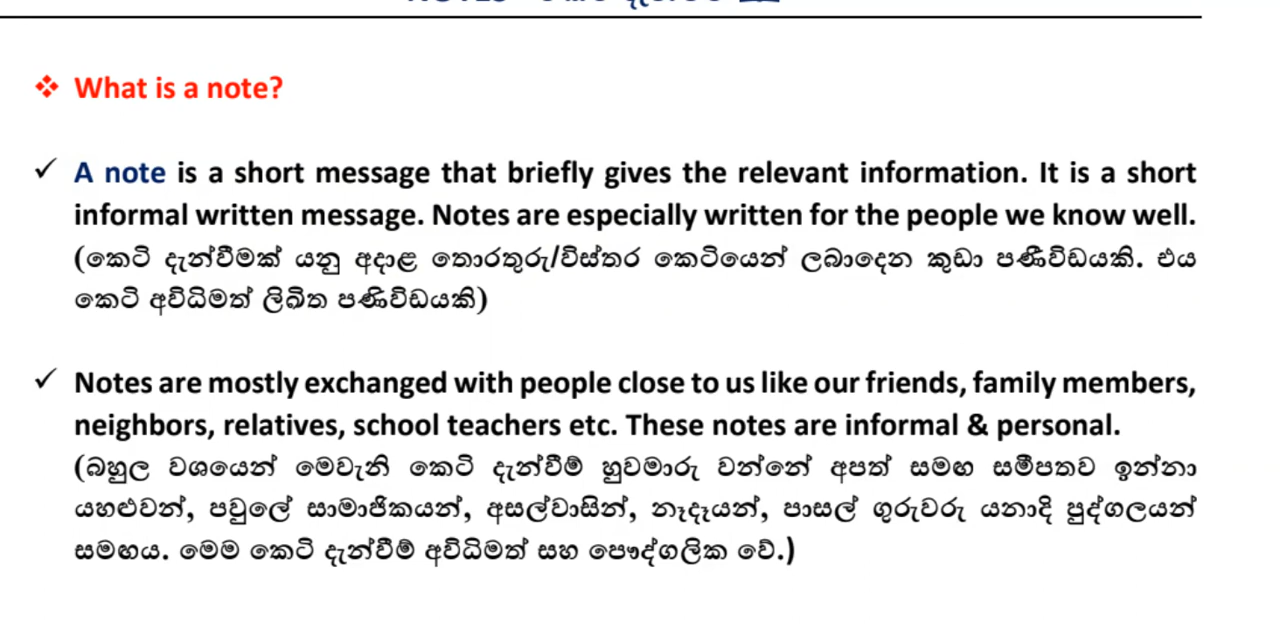 ❖ What is a note?
✓ A note is a short message that briefly gives the relevant information. It is a short
informal written message. Notes are especially written for the people we know well.
(කෙටි දැන්වීමක් යනු අදාළ තොරතුරු/විස්තර කෙටියෙන් ලබාදෙන කුඩා පණිවිඩයකි. එය
කෙටි අවිධිමත් ලිඛිත පණිවිඩයකි)
✓ Notes are mostly exchanged with people close to us like our friends, family members,
neighbors, relatives, school teachers etc. These notes are informal & personal.
(බහුල වශයෙන් මෙවැනි කෙටි දැන්වීම් හුවමාරු වන්නේ අපත් සමඟ සමීපතව ඉන්නා
යහළුවන්, පවුලේ සාමාජිකයන්, අසල්වාසින්, නෑදෑයන්, පාසල් ගුරුවරු යනාදි පුද්ගලයන්
සමඟය. මෙම කෙටි දැන්වීම් අවිධිමත් සහ පෞද්ගලික වේ.)